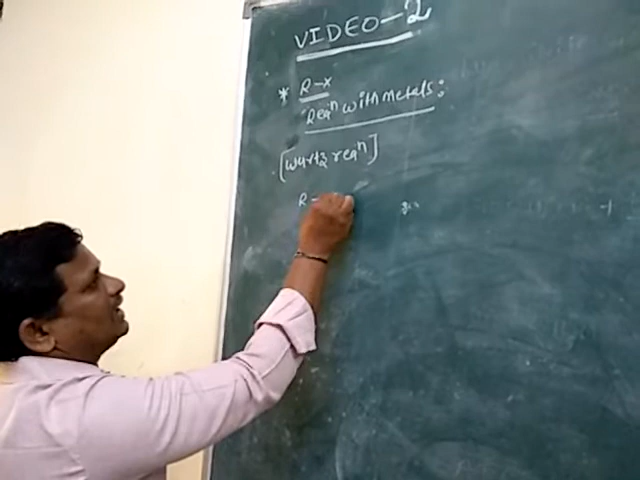 VIDEO-2
* R-X
Reaⁿ with metals:
[Wurtz reaⁿ]
R-